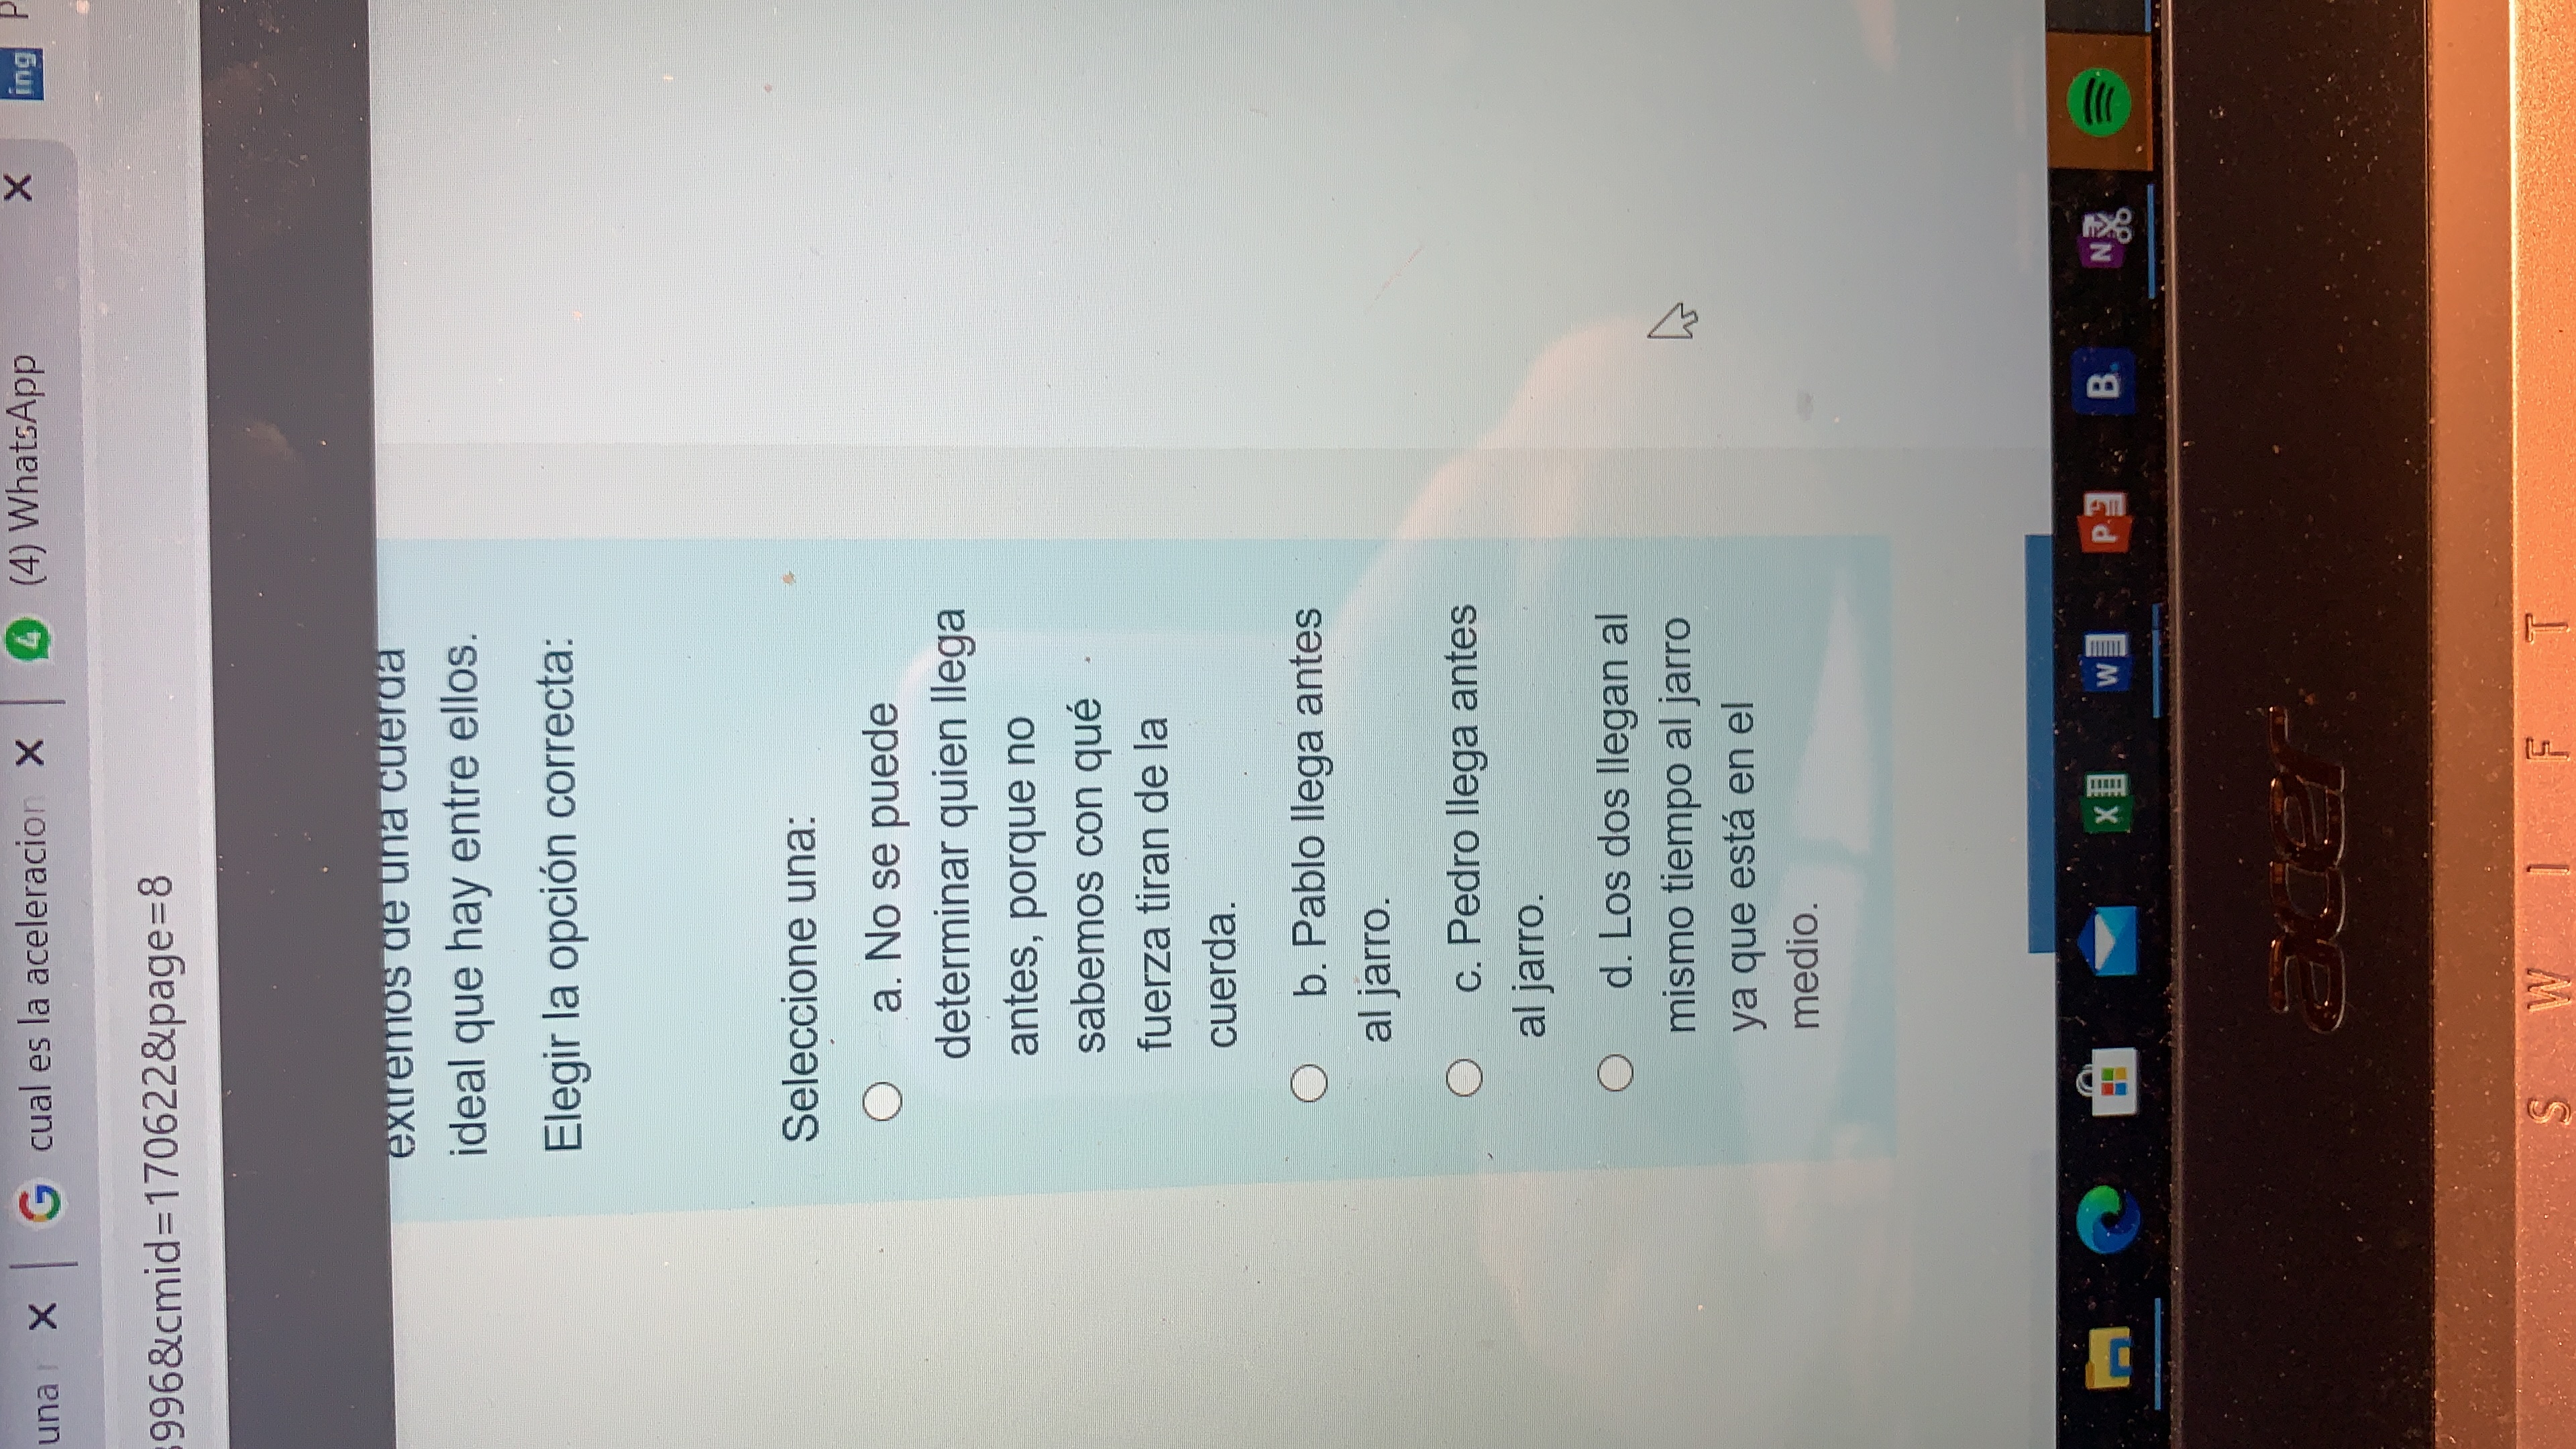 una
cual es la aceleracion
4
(4) WhatsApp
ing
P
996&cmid=170622&page=8
extremos de una cuerda
ideal que hay entre ellos.
Elegir la opción correcta:
Seleccione una:
a. No se puede
determinar quien llega
antes, porque no
sabemos con qué
fuerza tiran de la
cuerda.
b. Pablo llega antes
al jarro.
c. Pedro llega antes
al jarro.
d. Los dos llegan al
mismo tiempo al jarro
ya que está en el
medio.
X
W
P
B.
N
acer
SWIFT